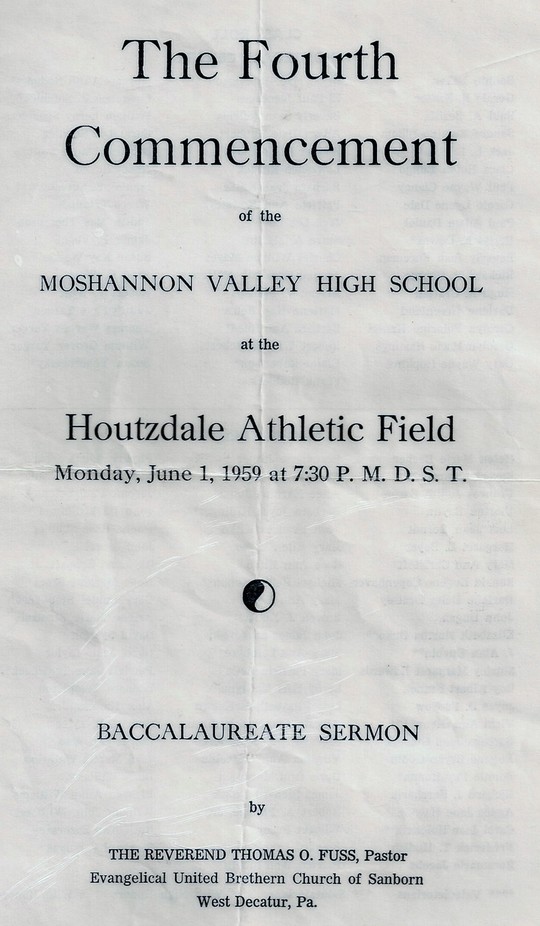 The Fourth
Commencement
of the
MOSHANNON VALLEY HIGH SCHOOL
at the
Houtzdale Athletic Field
Monday, June 1, 1959 at 7:30 P. M. D. S. T.
BACCALAUREATE SERMON
by
THE REVEREND THOMAS O. FUSS, Pastor
Evangelical United Brethern Church of Sanborn
West Decatur, Pa.